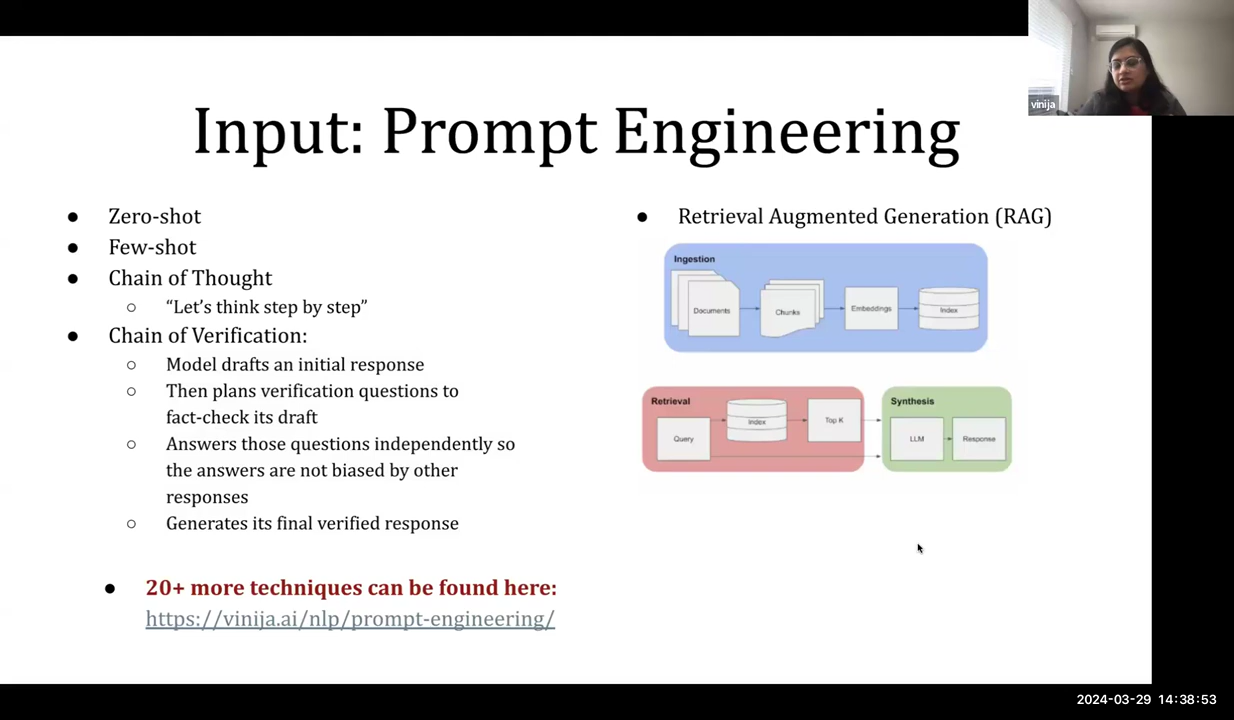 vinija
Input: Prompt Engineering
● Zero-shot
● Few-shot
● Chain of Thought
○ “Let’s think step by step”
● Chain of Verification:
○ Model drafts an initial response
○ Then plans verification questions to
fact-check its draft
○ Answers those questions independently so
the answers are not biased by other
responses
○ Generates its final verified response
● 20+ more techniques can be found here:
https://vinija.ai/nlp/prompt-engineering/
● Retrieval Augmented Generation (RAG)
Ingestion
Documents
Chunks
Embeddings
Index
Retrieval
Query
Index
Top K
Synthesis
LLM
Response
2024-03-29 14:38:53